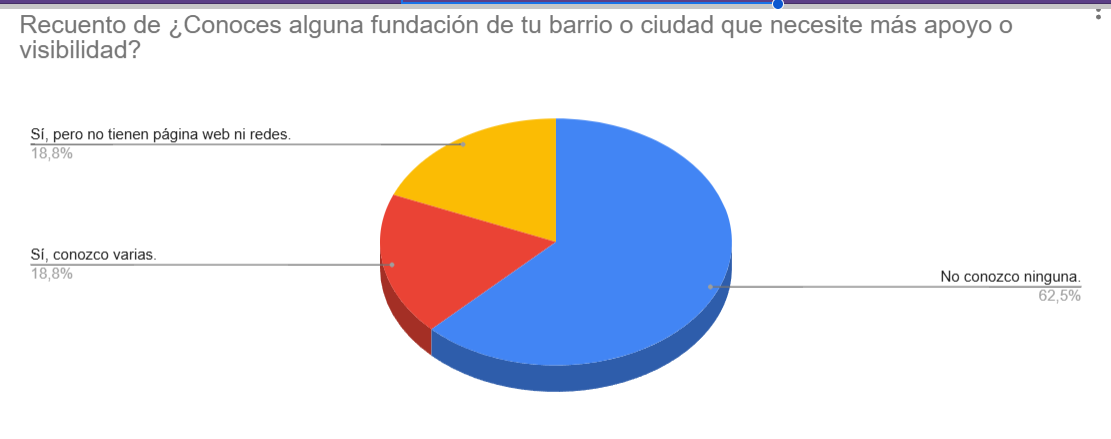 Recuento de ¿Conoces alguna fundación de tu barrio o ciudad que necesite más apoyo o
visibilidad?
Sí, pero no tienen página web ni redes.
18,8%
Sí, conozco varias.
18,8%
No conozco ninguna.
62,5%